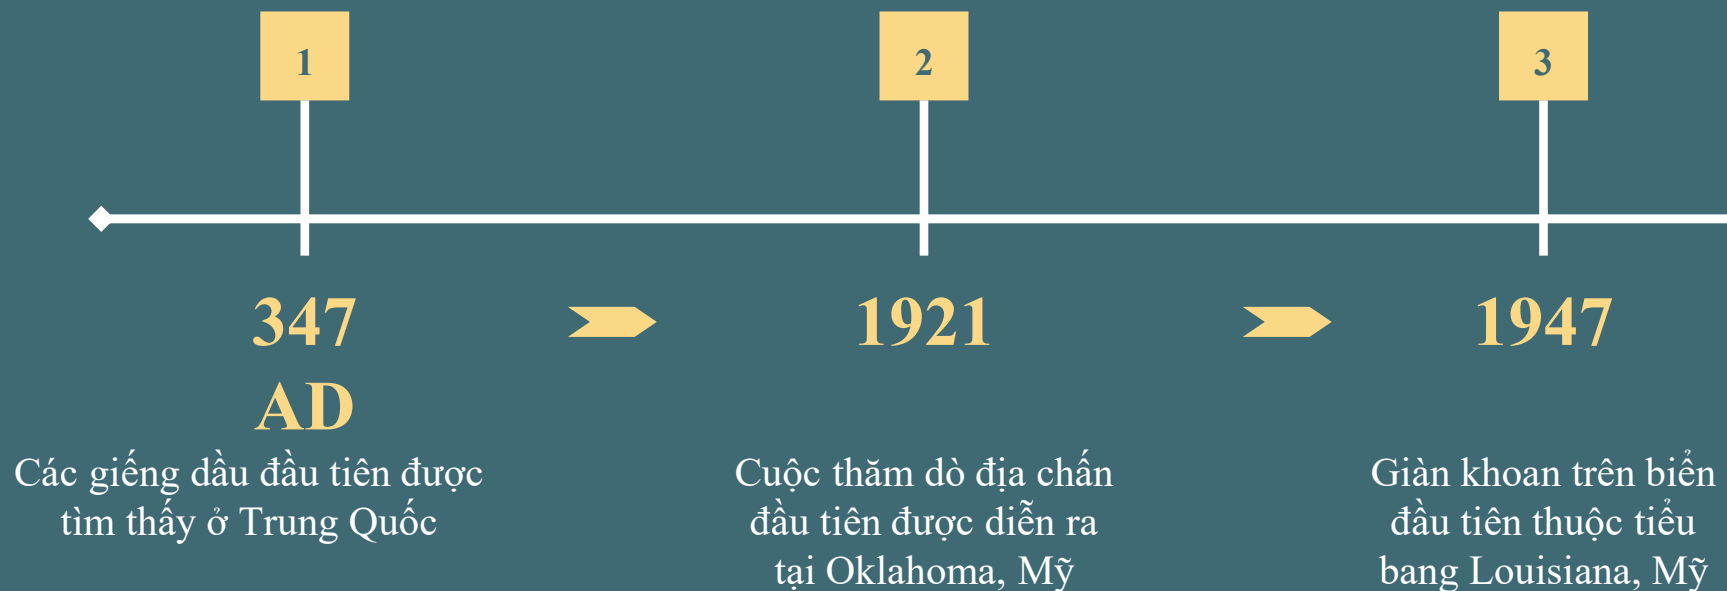 1
2
3
347
AD
1921
1947
Các giếng dầu đầu tiên được
tìm thấy ở Trung Quốc
Cuộc thăm dò địa chấn
đầu tiên được diễn ra
tại Oklahoma, Mỹ
Giàn khoan trên biển
đầu tiên thuộc tiểu
bang Louisiana, Mỹ